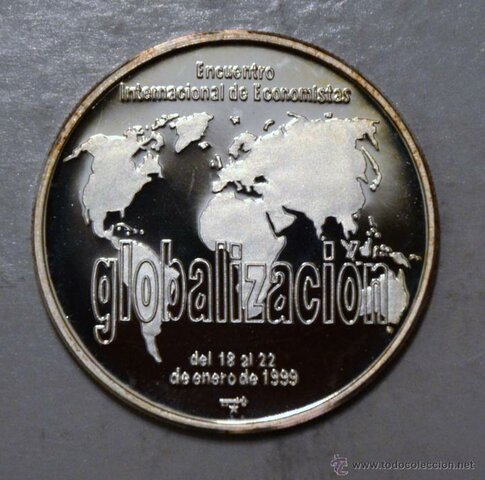 Encuentro
Internacional de Economistas
globalización
del 18 al 22
de enero de 1999
www.todocoleccion.net